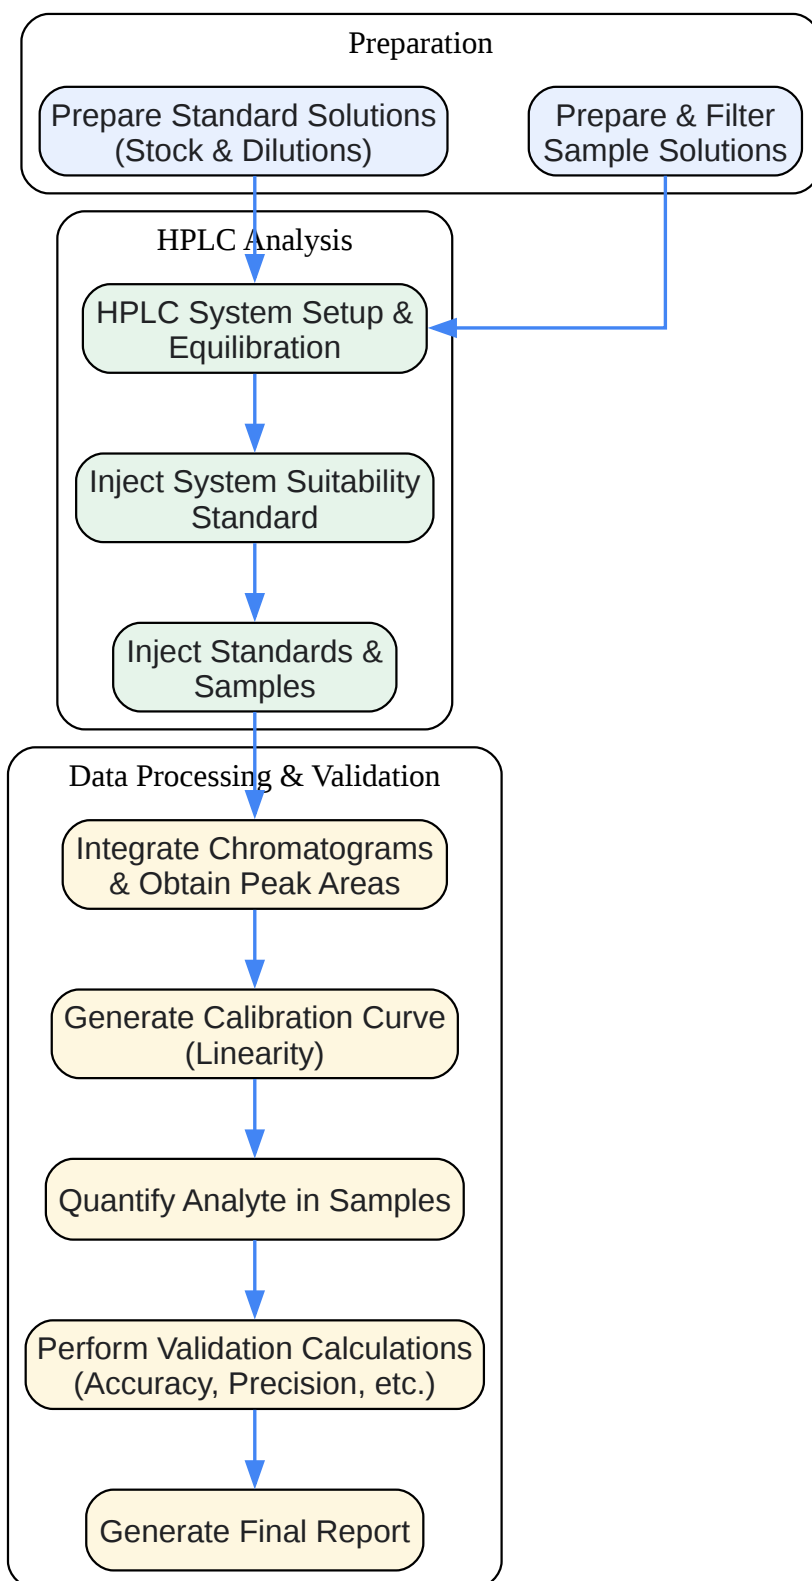 Preparation
Prepare Standard Solutions
(Stock & Dilutions)
Prepare & Filter
Sample Solutions
HPLC Analysis
HPLC System Setup &
Equilibration
Inject System Suitability
Standard
Inject Standards &
Samples
Data Processing & Validation
Integrate Chromatograms
& Obtain Peak Areas
Generate Calibration Curve
(Linearity)
Quantify Analyte in Samples
Perform Validation Calculations
(Accuracy, Precision, etc.)
Generate Final Report